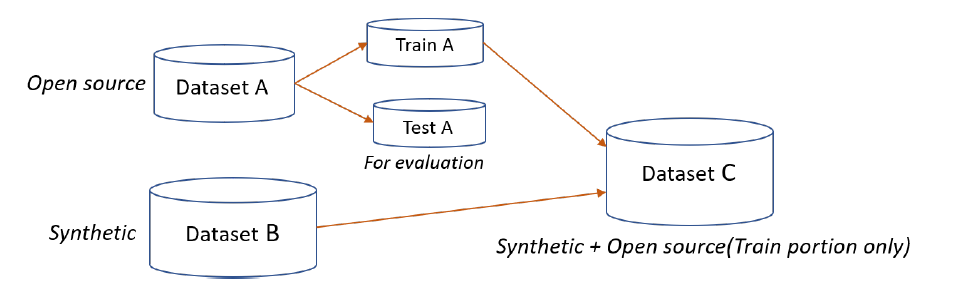 Open source
Dataset A
Train A
Test A
For evaluation
Synthetic
Dataset B
Dataset C
Synthetic + Open source(Train portion only)